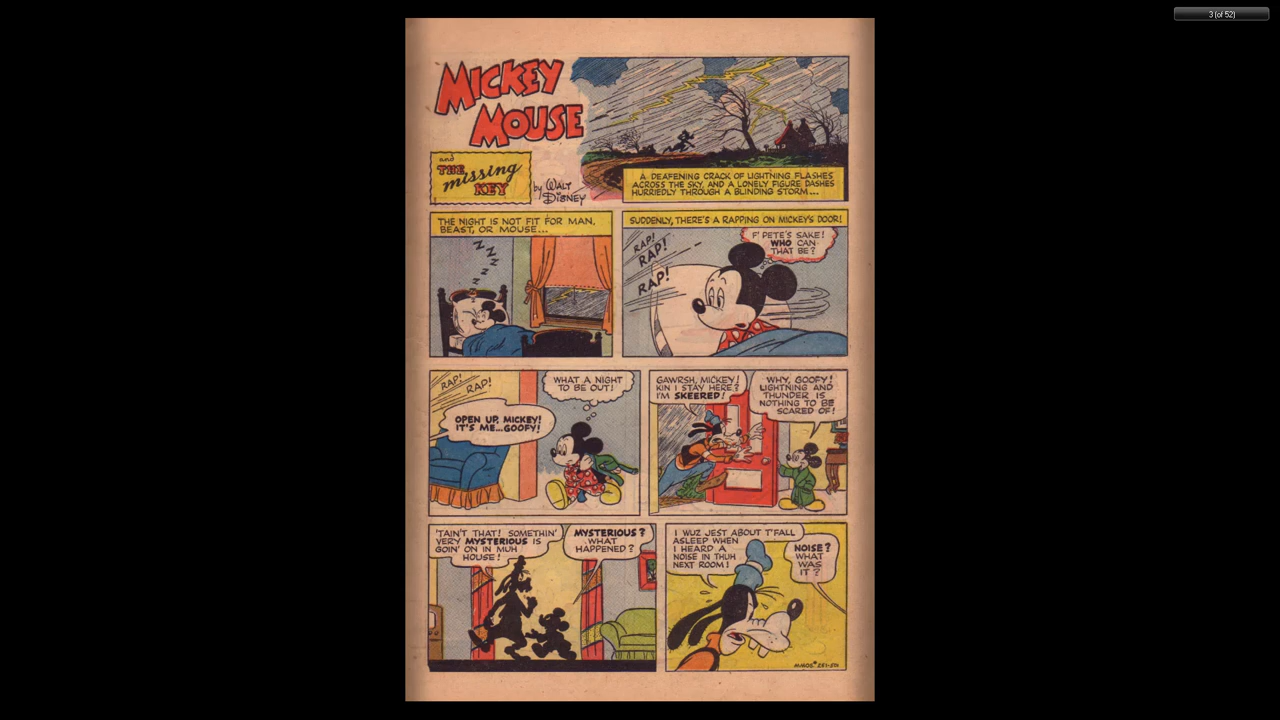 3 (of 52)
MICKEY
MOUSE
and
THE
missing
KEY
by WALT
DISNEY
A DEAFENING CRACK OF LIGHTNING FLASHES
ACROSS THE SKY, AND A LONELY FIGURE DASHES
HURRIEDLY THROUGH A BLINDING STORM...
THE NIGHT IS NOT FIT FOR MAN,
BEAST, OR MOUSE...
Z Z Z Z Z Z
SUDDENLY, THERE'S A RAPPING ON MICKEY'S DOOR!
RAP!
RAP!
RAP!
F' PETE'S SAKE!
WHO CAN
THAT BE?
RAP!
RAP!
OPEN UP, MICKEY!
IT'S ME...GOOFY!
WHAT A NIGHT
TO BE OUT!
GAWRSH, MICKEY!
KIN I STAY HERE?
I'M SKEERED!
WHY, GOOFY!
LIGHTNING AND
THUNDER IS
NOTHING TO BE
SCARED OF!
'TAIN'T THAT! SOMETHIN'
VERY MYSTERIOUS IS
GOIN' ON IN MUH
HOUSE!
MYSTERIOUS?
WHAT
HAPPENED?
I WUZ JEST ABOUT T'FALL
ASLEEP WHEN
I HEARD A
NOISE IN THUH
NEXT ROOM!
NOISE?
WHAT
WAS
IT?